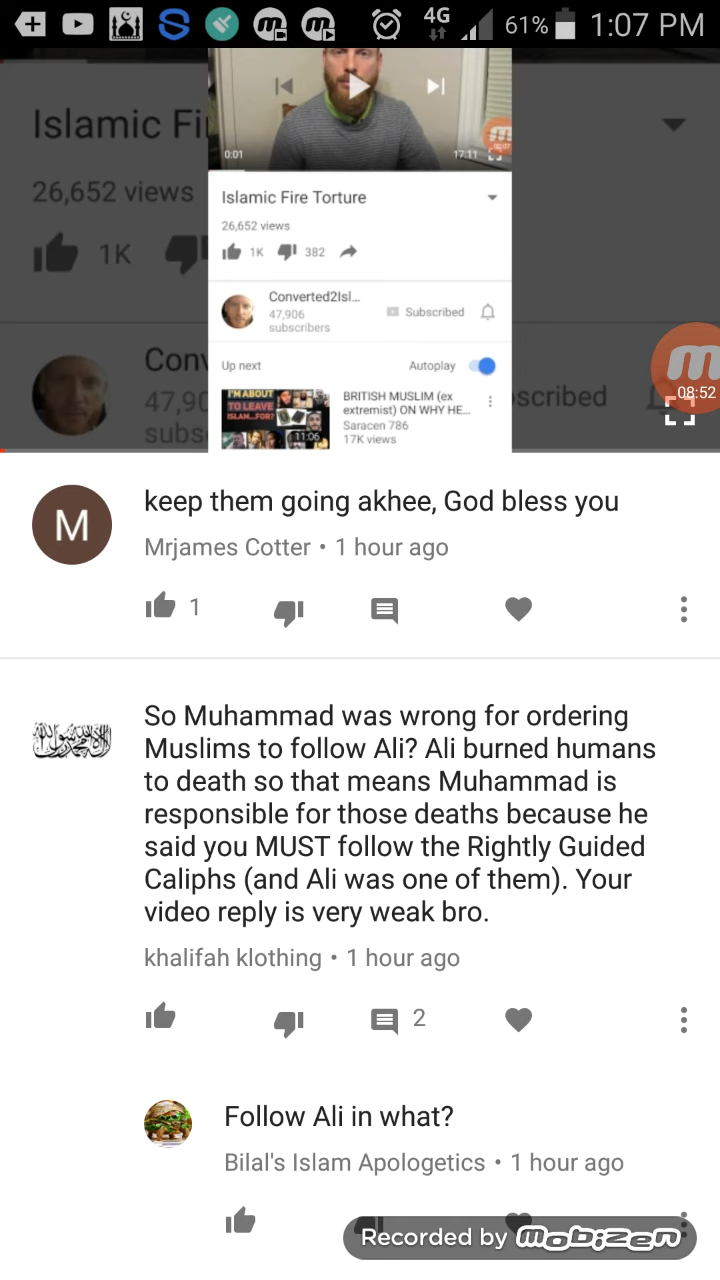 4G
61%
1:07 PM
Islamic Fi
26,652 views
1K
Conv
47,90
subs
scribed
0:01
17:11
Islamic Fire Torture
26,652 views
1K
382
Converted2Isl...
47,906
subscribers
Subscribed
Up next
Autoplay
I'M ABOUT
TO LEAVE
ISLAM...FOR?
11:06
BRITISH MUSLIM (ex
extremist) ON WHY HE...
Saracen 786
17K views
08:52
M
keep them going akhee, God bless you
Mrjames Cotter • 1 hour ago
1
So Muhammad was wrong for ordering
Muslims to follow Ali? Ali burned humans
to death so that means Muhammad is
responsible for those deaths because he
said you MUST follow the Rightly Guided
Caliphs (and Ali was one of them). Your
video reply is very weak bro.
khalifah klothing • 1 hour ago
2
Follow Ali in what?
Bilal's Islam Apologetics • 1 hour ago
Recorded by mobizen